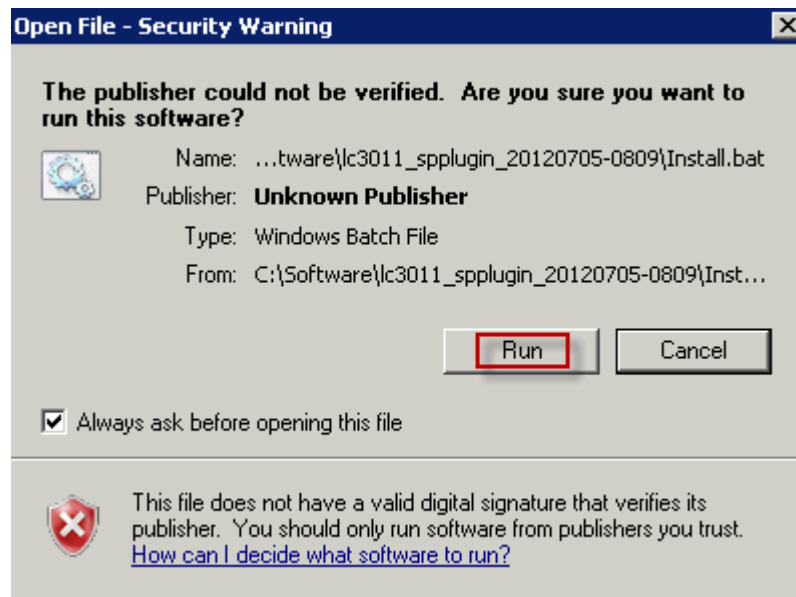 Open File - Security Warning
The publisher could not be verified.  Are you sure you want to
run this software?
Name: ...tware\lc3011_spplugin_20120705-0809\Install.bat
Publisher: Unknown Publisher
Type: Windows Batch File
From: C:\Software\lc3011_spplugin_20120705-0809\Inst...
Run Cancel
Always ask before opening this file
This file does not have a valid digital signature that verifies its
publisher.  You should only run software from publishers you trust.
How can I decide what software to run?